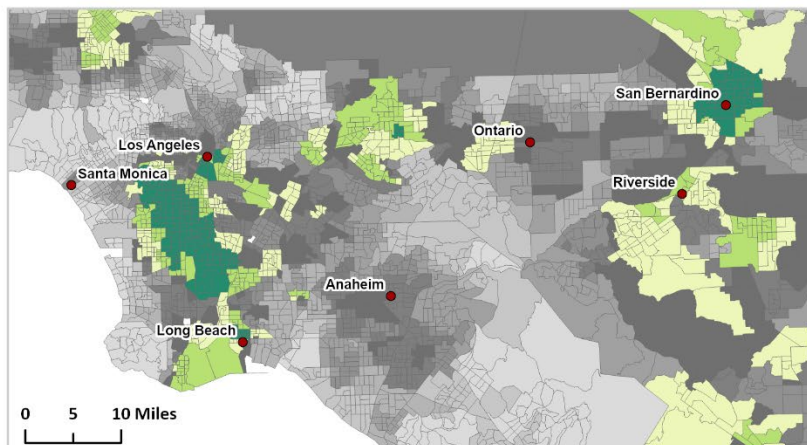 San Bernardino
Los Angeles
Ontario
Santa Monica
Riverside
Anaheim
Long Beach
0 5 10 Miles